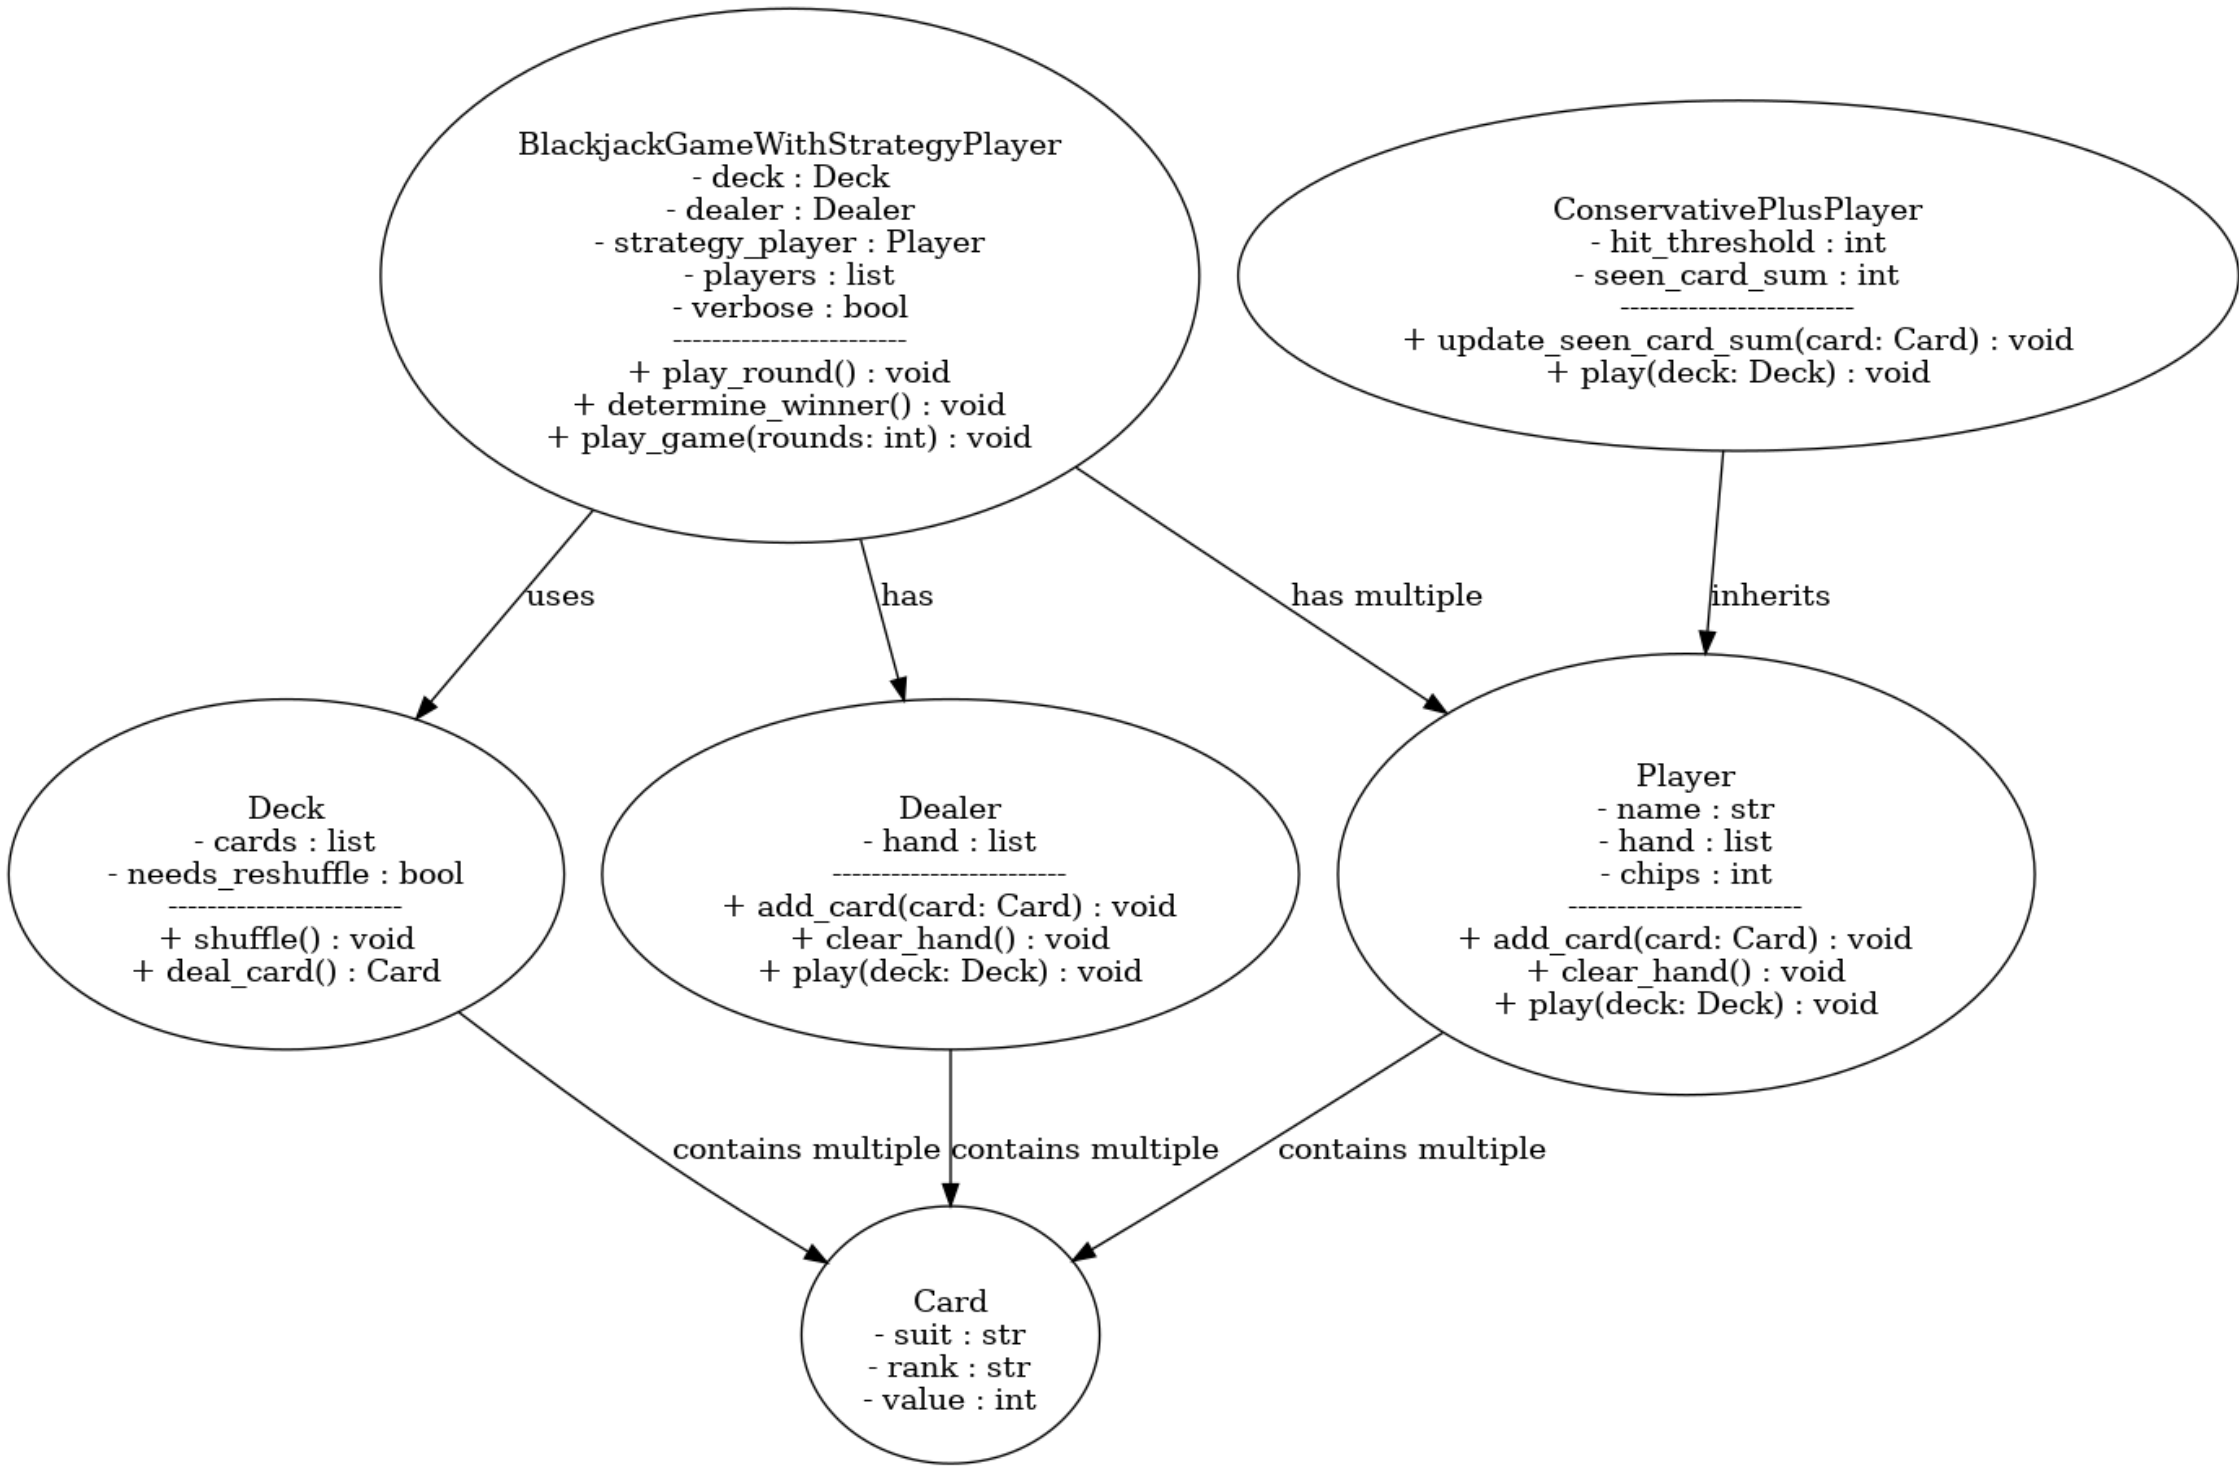 BlackjackGameWithStrategyPlayer
- deck : Deck
- dealer : Dealer
- strategy_player : Player
- players : list
- verbose : bool
------------------------
+ play_round() : void
+ determine_winner() : void
+ play_game(rounds: int) : void
ConservativePlusPlayer
- hit_threshold : int
- seen_card_sum : int
------------------------
+ update_seen_card_sum(card: Card) : void
+ play(deck: Deck) : void
uses
has
has multiple
inherits
Deck
- cards : list
- needs_reshuffle : bool
------------------------
+ shuffle() : void
+ deal_card() : Card
Dealer
- hand : list
------------------------
+ add_card(card: Card) : void
+ clear_hand() : void
+ play(deck: Deck) : void
Player
- name : str
- hand : list
- chips : int
------------------------
+ add_card(card: Card) : void
+ clear_hand() : void
+ play(deck: Deck) : void
contains multiple
contains multiple
contains multiple
Card
- suit : str
- rank : str
- value : int